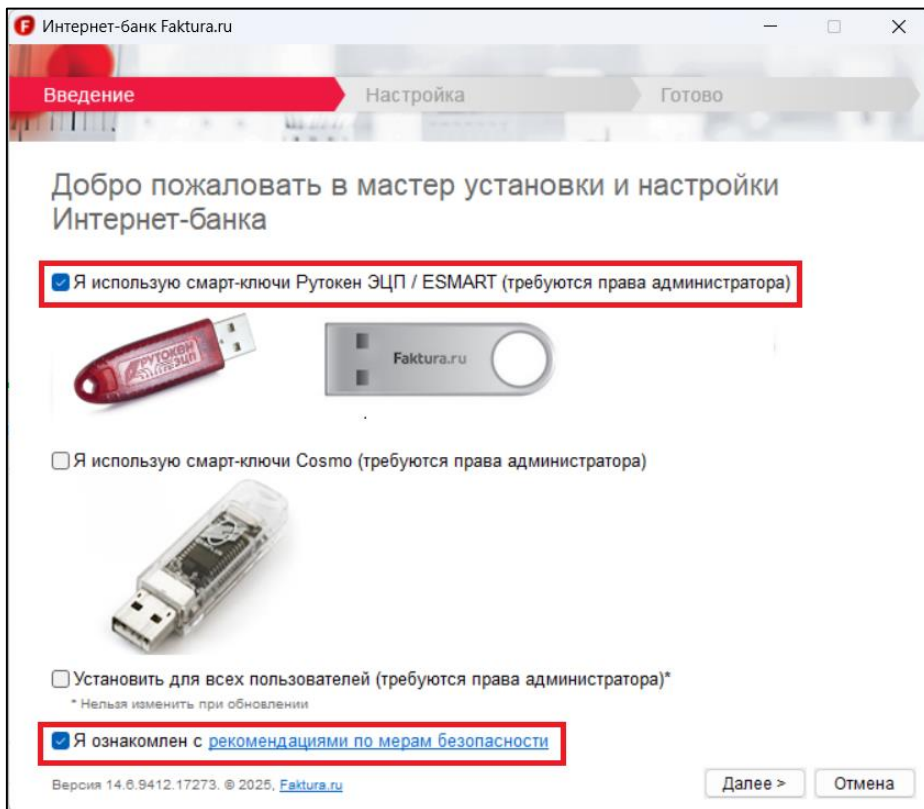 Интернет-банк Faktura.ru
Введение
Настройка
Готово
Добро пожаловать в мастер установки и настройки
Интернет-банка
Я использую смарт-ключи Рутокен ЭЦП / ESMART (требуются права администратора)
РУТОКЕН
ЭЦП
Faktura.ru
Я использую смарт-ключи Cosmo (требуются права администратора)
Установить для всех пользователей (требуются права администратора)*
* Нельзя изменить при обновлении
Я ознакомлен с рекомендациями по мерам безопасности
Версия 14.6.9412.17273. © 2025, Faktura.ru
Далее >
Отмена